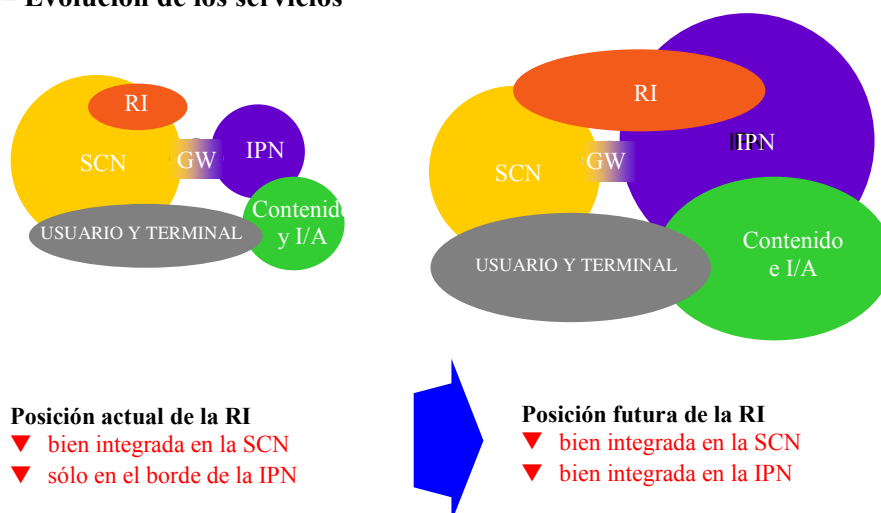 – Evolución de los servicios
RI
SCN
GW
IPN
Contenido
y I/A
USUARIO Y TERMINAL
RI
SCN
GW
IPN
Contenido
e I/A
USUARIO Y TERMINAL
Posición actual de la RI
▼ bien integrada en la SCN
▼ sólo en el borde de la IPN
Posición futura de la RI
▼ bien integrada en la SCN
▼ bien integrada en la IPN